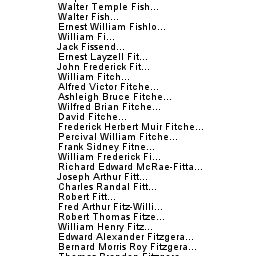 Walter Temple Fish...
Walter Fish...
Ernest William Fishlo...
William Fi...
Jack Fissend...
Ernest Layzell Fit...
John Frederick Fit...
William Fitch...
Alfred Victor Fitche...
Ashleigh Bruce Fitche...
Wilfred Brian Fitche...
David Fitche...
Frederick Herbert Muir Fitche...
Percival William Fitche...
Frank Sidney Fitne...
William Frederick Fi...
Richard Edward McRae-Fitta...
Joseph Arthur Fitt...
Charles Randal Fitt...
Robert Fitt...
Fred Arthur Fitz-Willi...
Robert Thomas Fitze...
William Henry Fitz...
Edward Alexander Fitzgera...
Bernard Morris Roy Fitzgera...
Thomas Brendan Fitzgera...